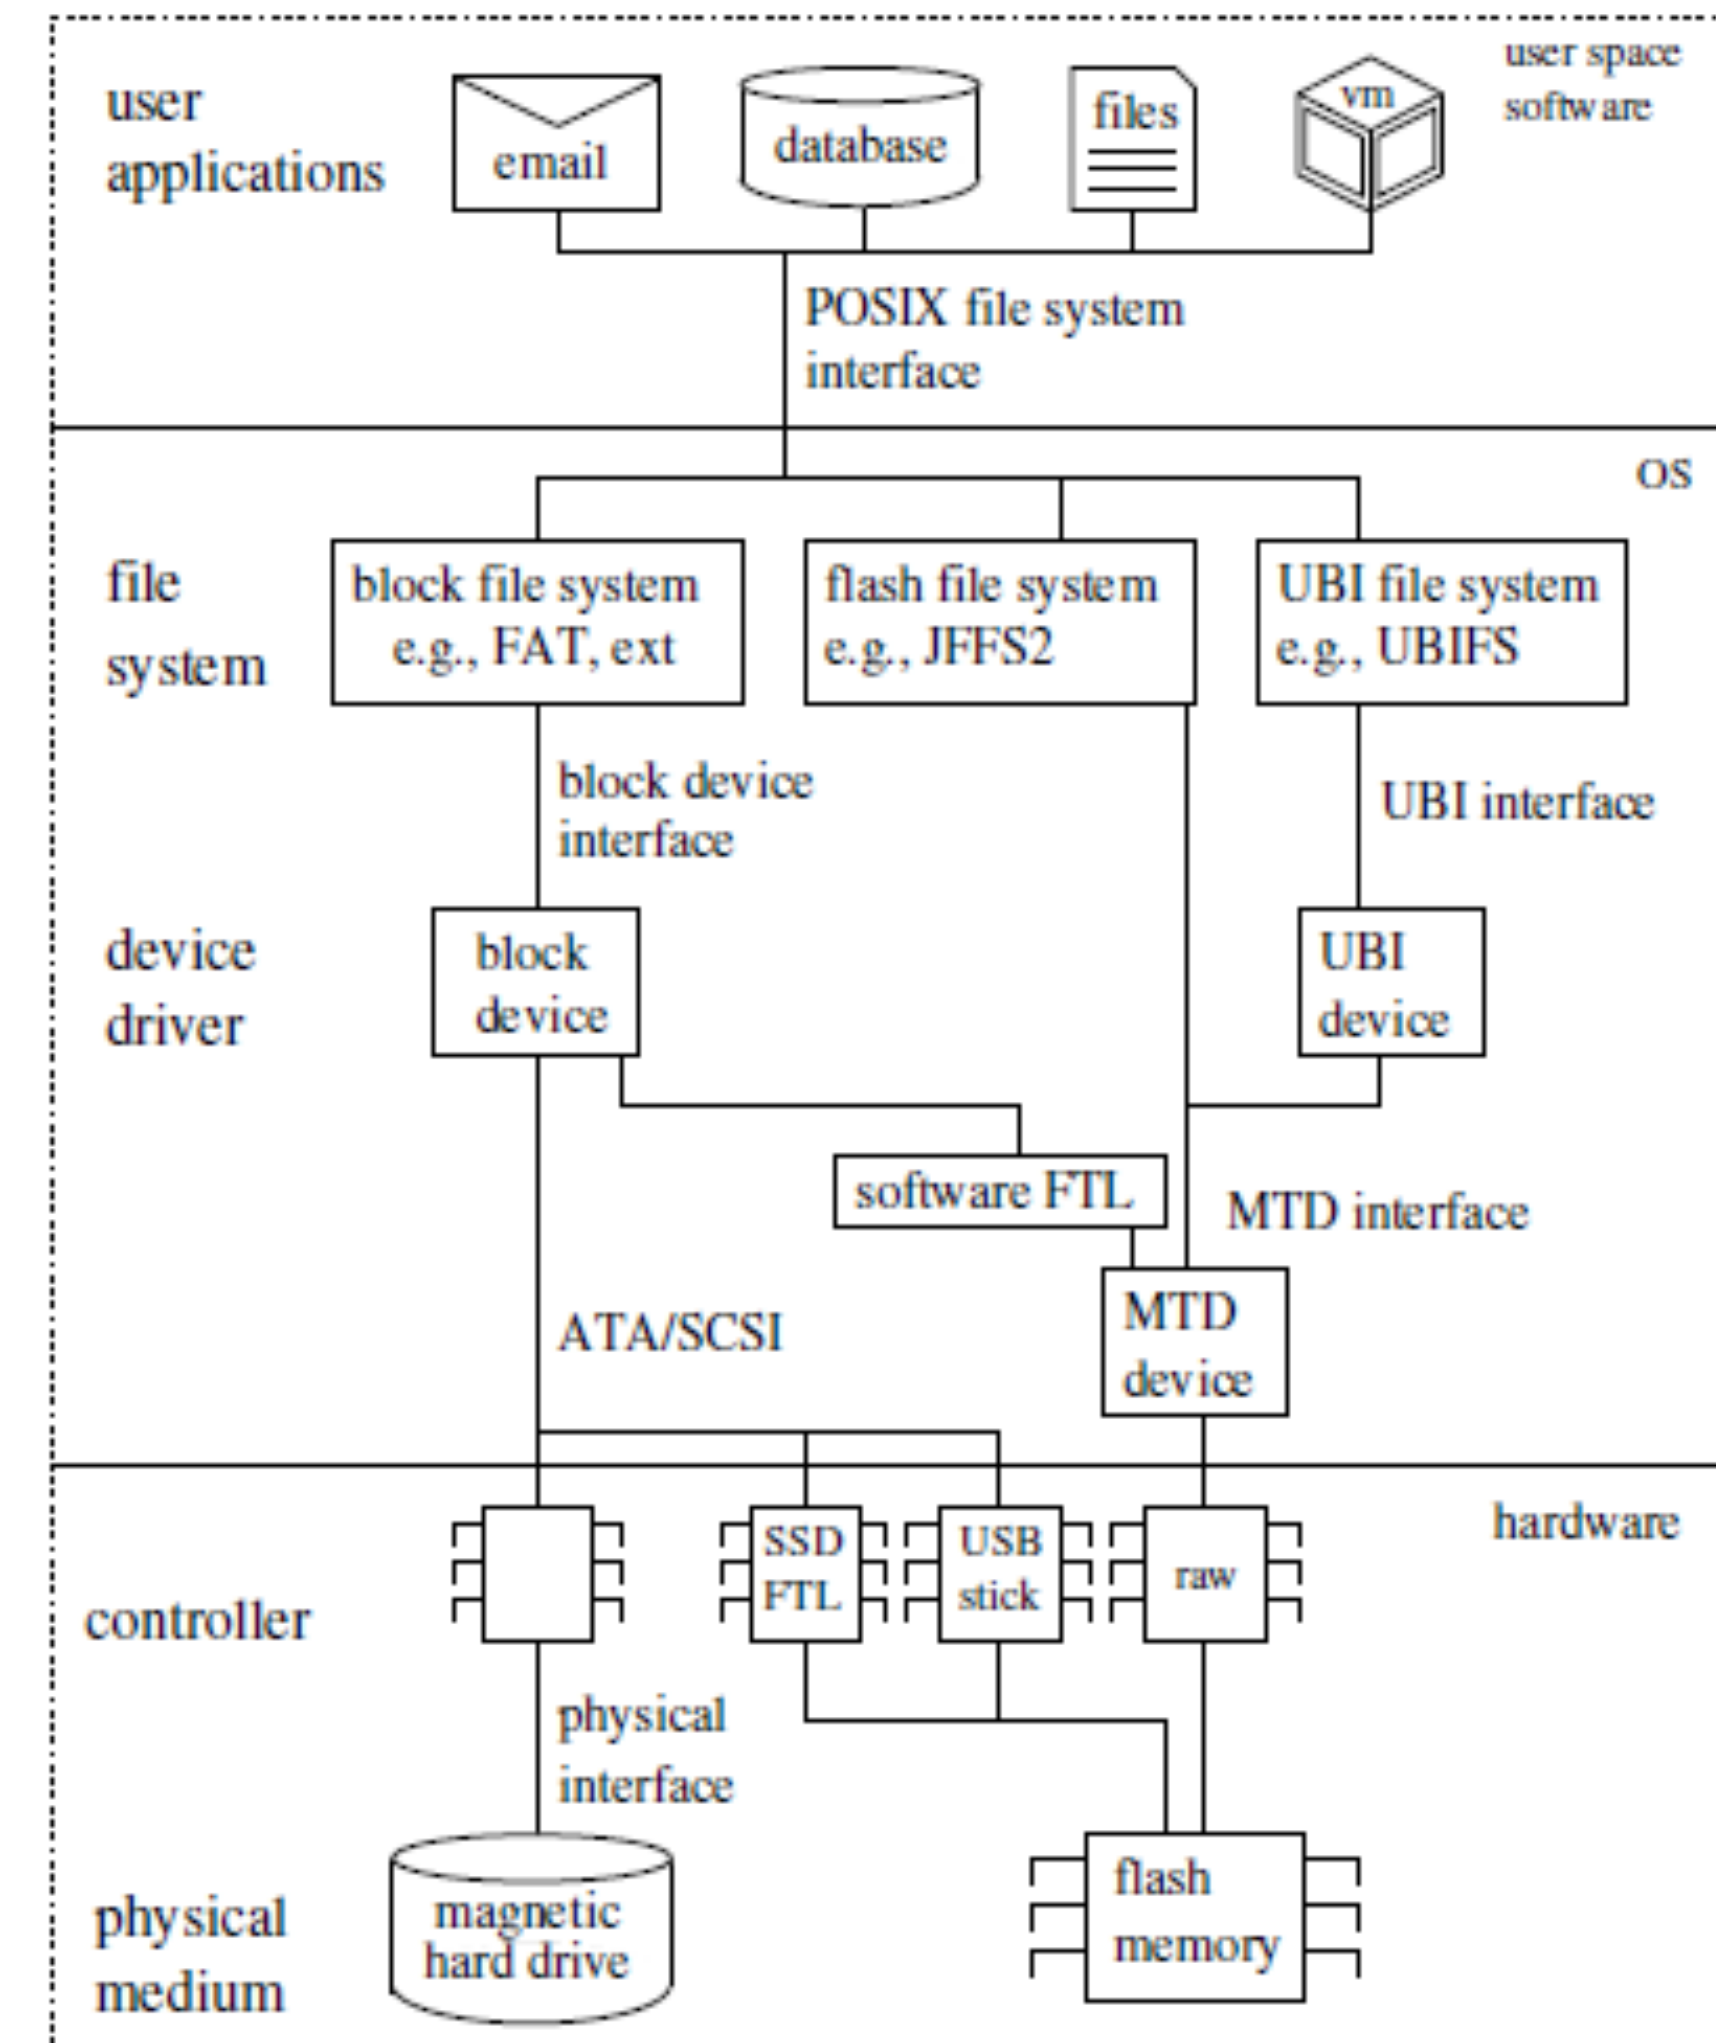 user space
software
user
applications
email
database
files
vm
POSIX file system
interface
OS
file
system
block file system
e.g., FAT, ext
flash file system
e.g., JFFS2
UBI file system
e.g., UBIFS
block device
interface
UBI interface
device
driver
block
device
UBI
device
software FTL
MTD interface
ATA/SCSI
MTD
device
hardware
controller
SSD
FTL
USB
stick
raw
physical
interface
physical
medium
magnetic
hard drive
flash
memory